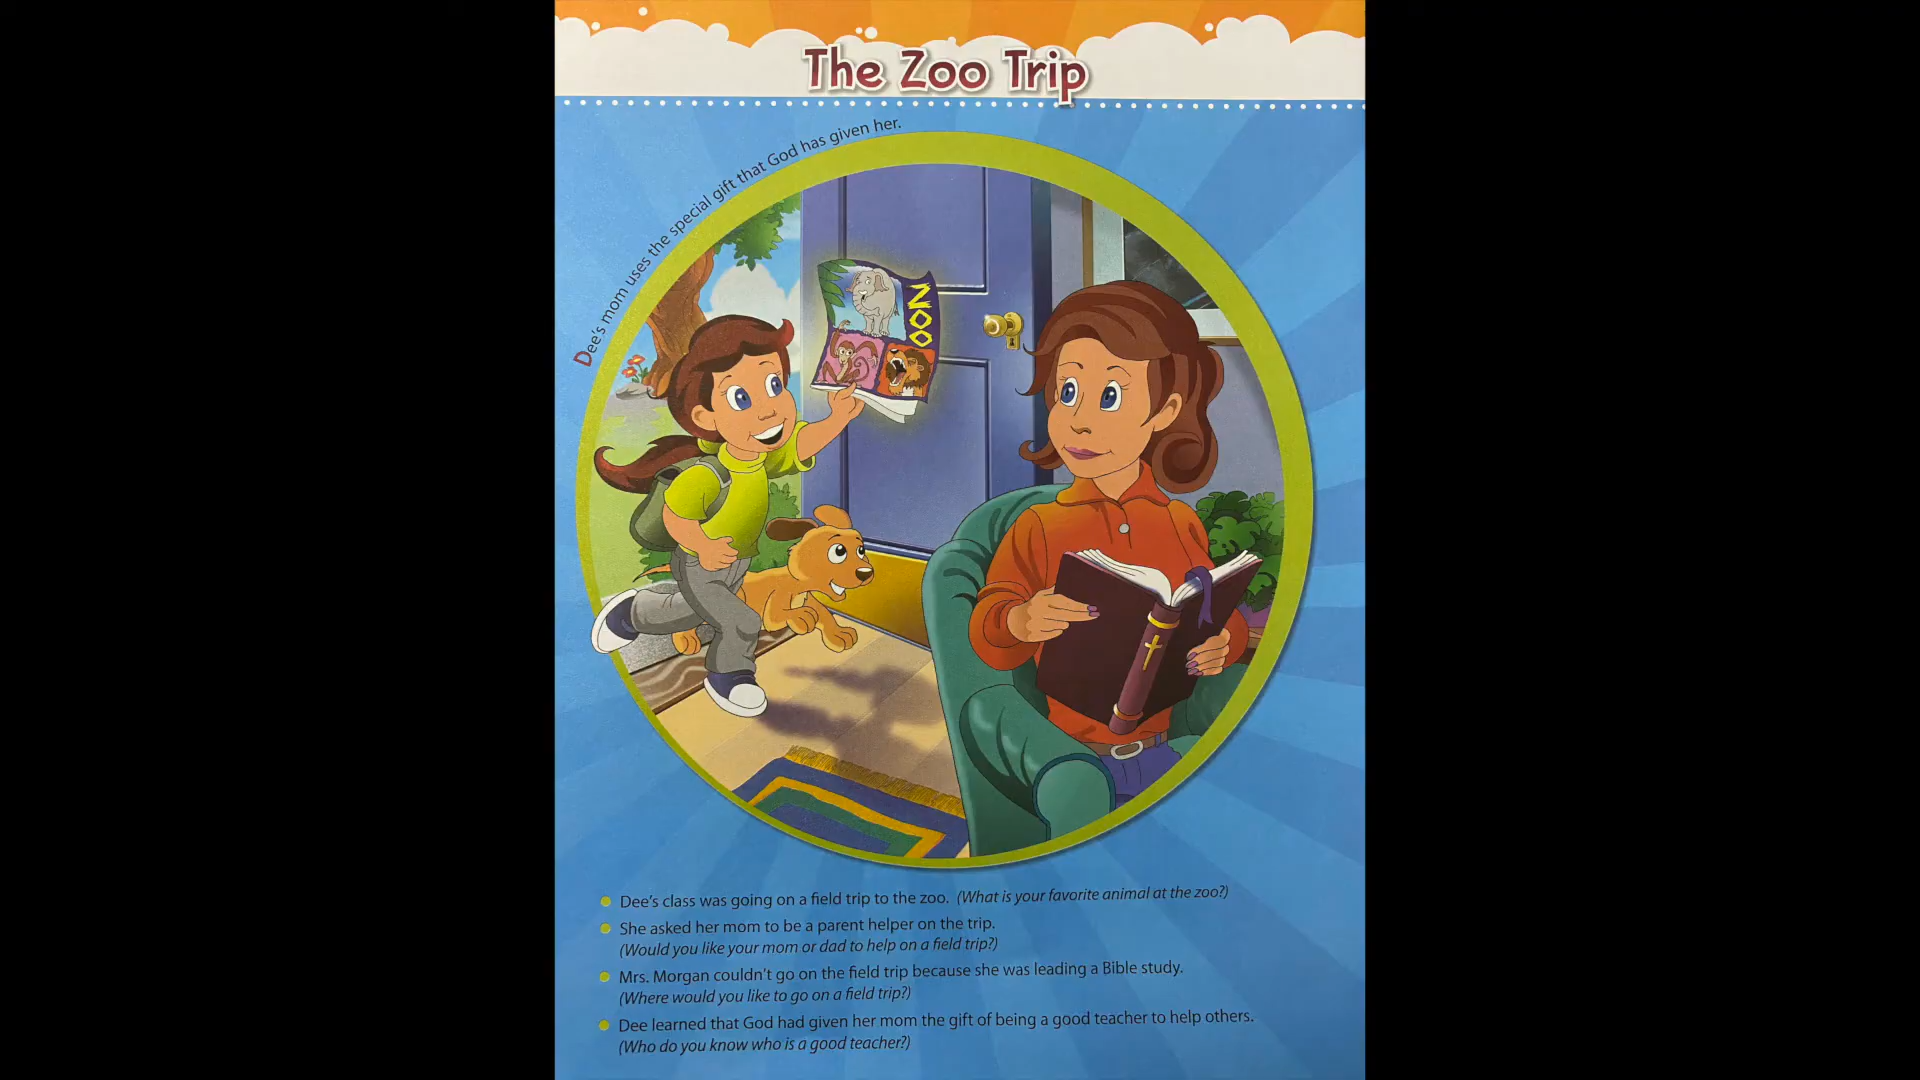 The Zoo Trip
Dee's mom uses the special gift that God has given her.
ZOO
Dee's class was going on a field trip to the zoo. (What is your favorite animal at the zoo?)
She asked her mom to be a parent helper on the trip.
(Would you like your mom or dad to help on a field trip?)
Mrs. Morgan couldn't go on the field trip because she was leading a Bible study.
(Where would you like to go on a field trip?)
Dee learned that God had given her mom the gift of being a good teacher to help others.
(Who do you know who is a good teacher?)